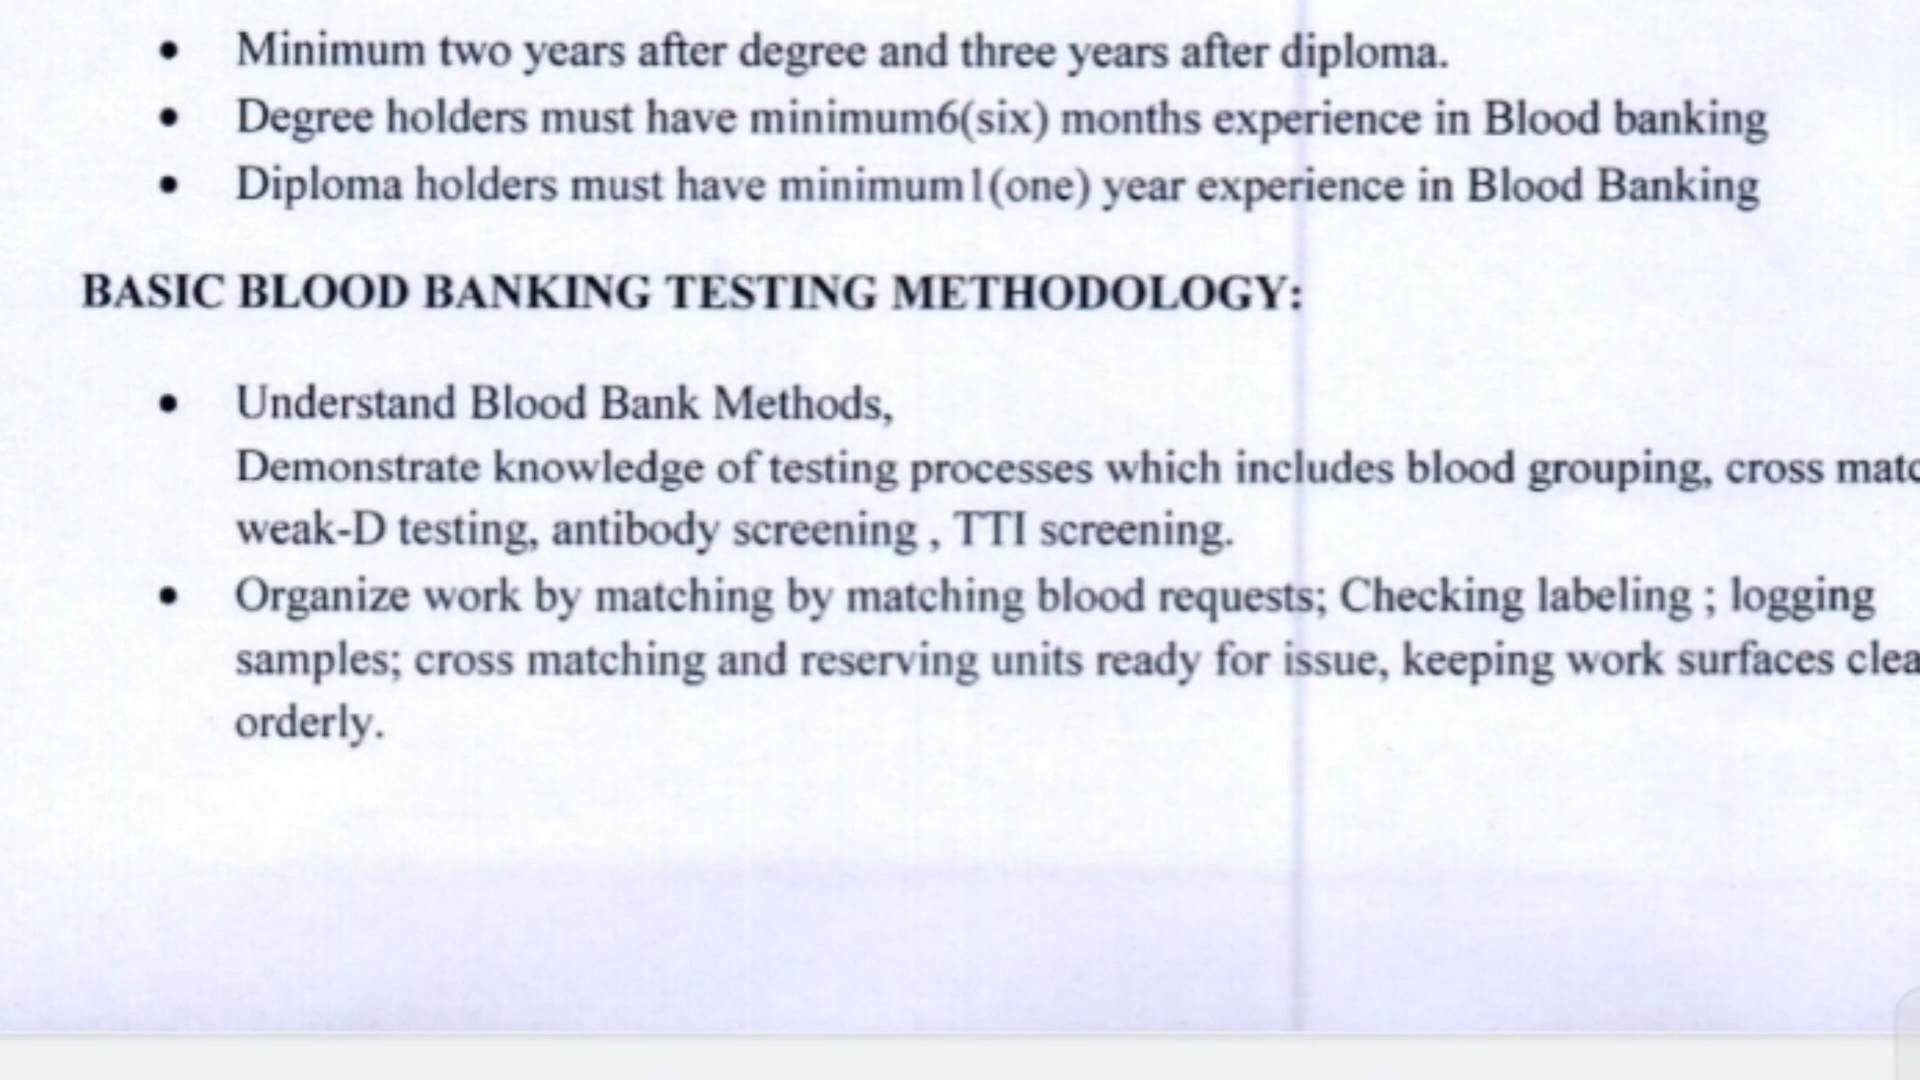 • Minimum two years after degree and three years after diploma.
• Degree holders must have minimum6(six) months experience in Blood banking
• Diploma holders must have minimum1(one) year experience in Blood Banking
BASIC BLOOD BANKING TESTING METHODOLOGY:
• Understand Blood Bank Methods,
Demonstrate knowledge of testing processes which includes blood grouping, cross matc
weak-D testing, antibody screening , TTI screening.
• Organize work by matching by matching blood requests; Checking labeling ; logging
samples; cross matching and reserving units ready for issue, keeping work surfaces clea
orderly.